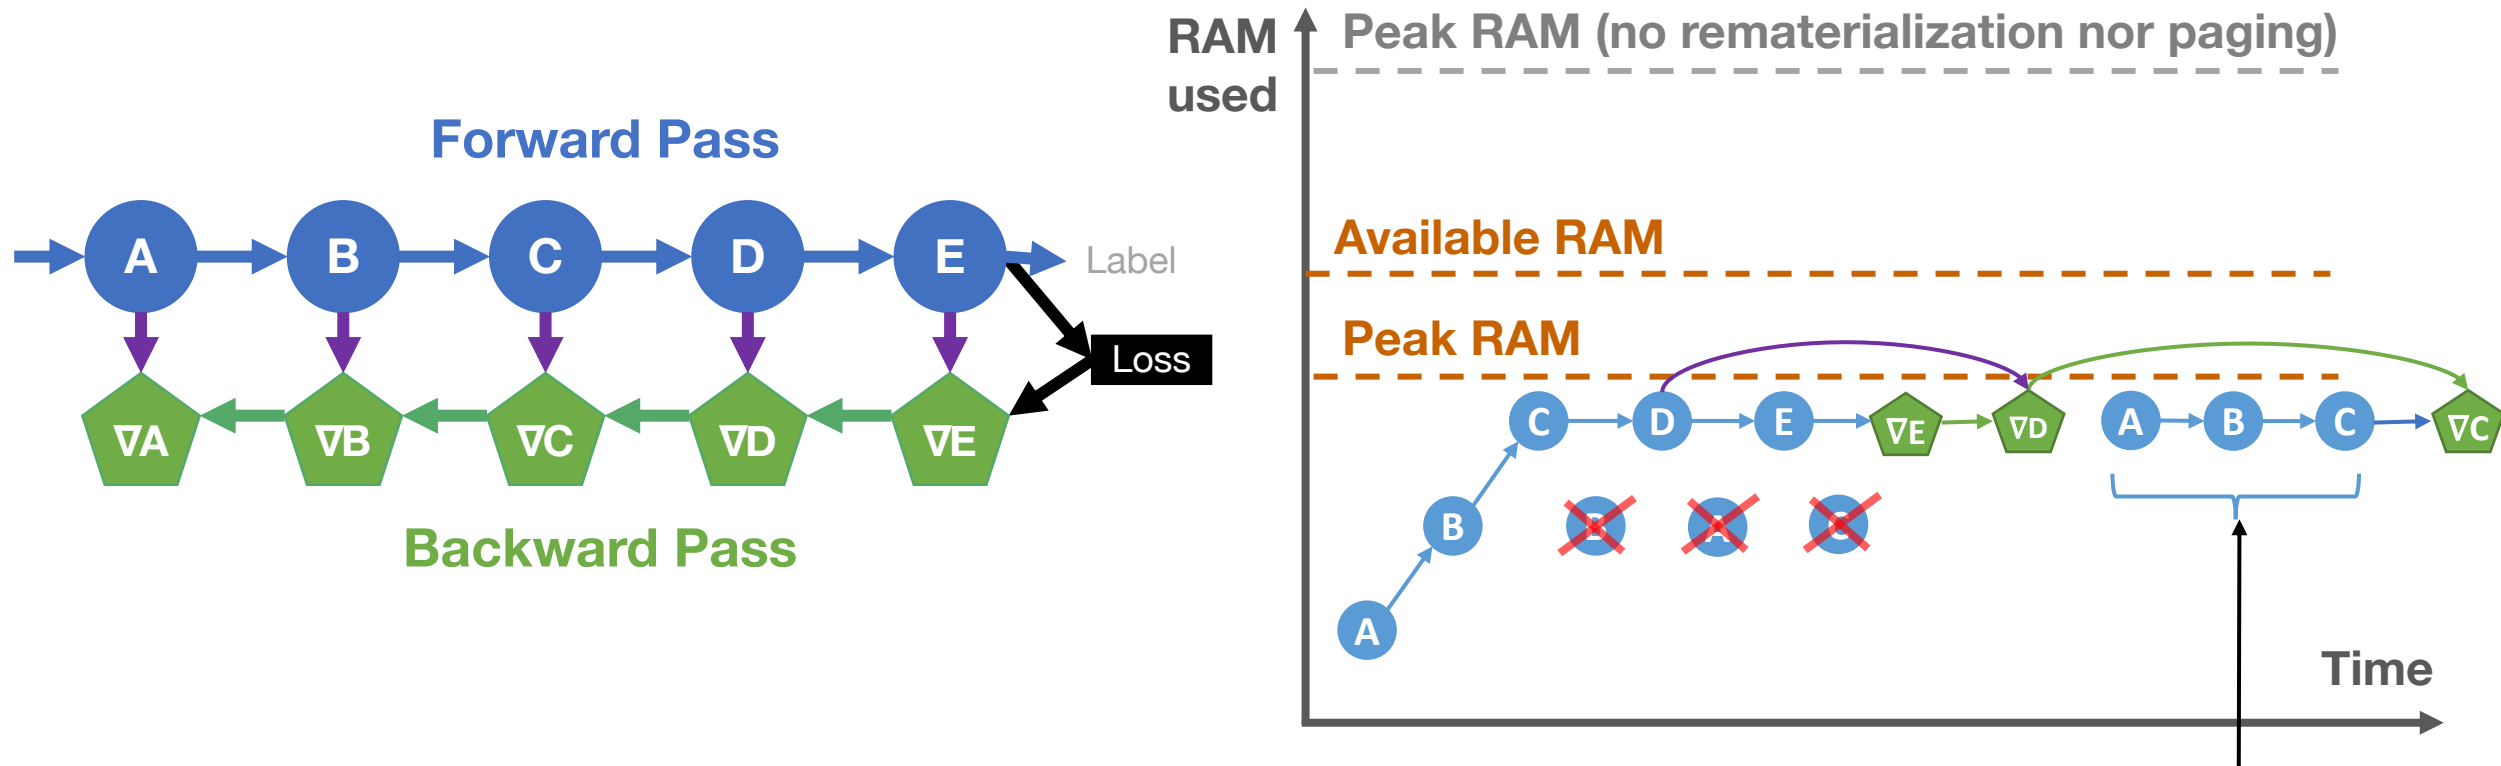 Forward Pass
A
B
C
D
E
Label
Loss
∇A
∇B
∇C
∇D
∇E
Backward Pass
RAM
used
Peak RAM (no rematerialization nor paging)
Available RAM
Peak RAM
C
D
E
∇E
∇D
A
B
C
∇C
B
B
A
C
A
Time